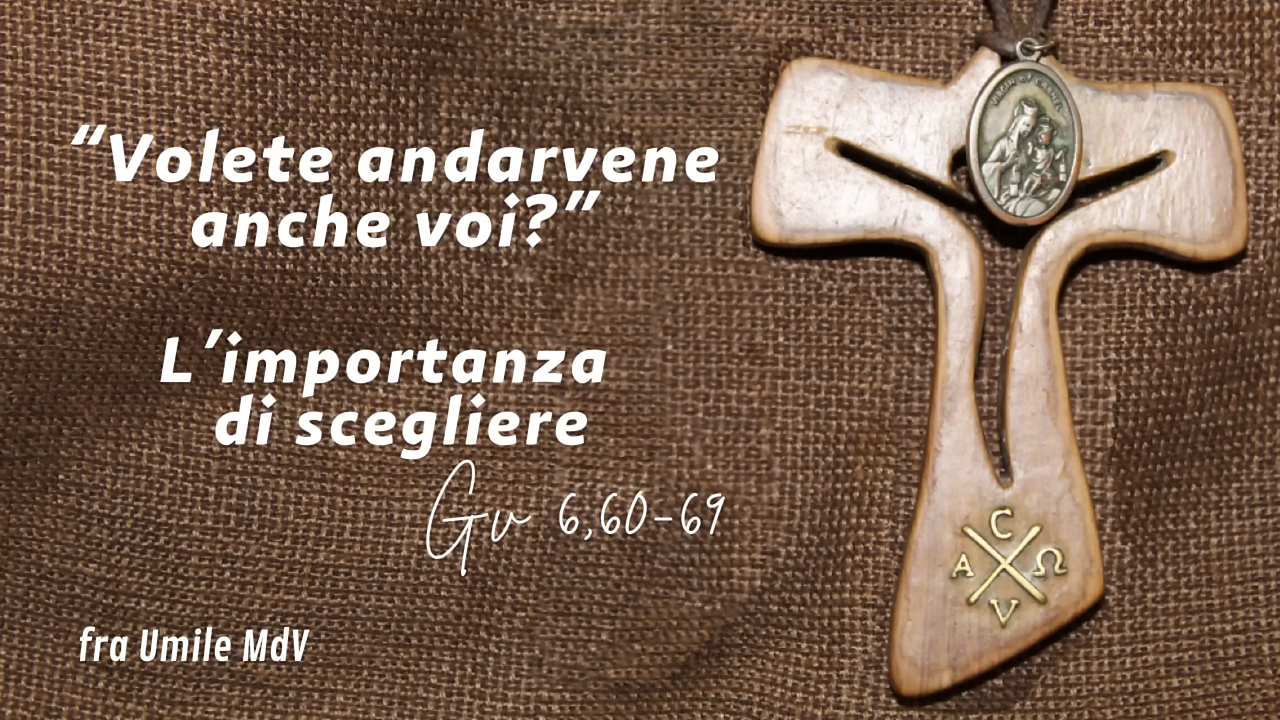 “Volete andarvene
anche voi?”
L’importanza
di scegliere
Gv 6,60-69
fra Umile MdV
C
A Ω
V